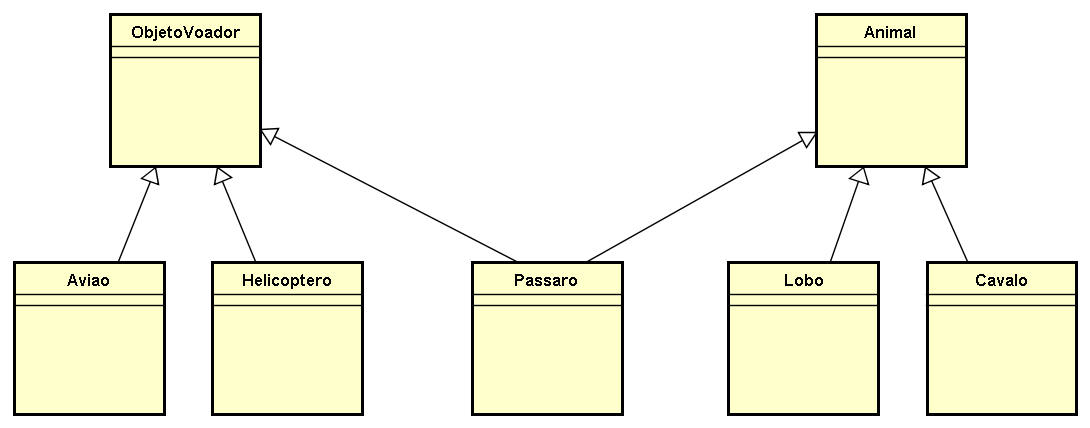 ObjetoVoador
Animal
Aviao
Helicoptero
Passaro
Lobo
Cavalo